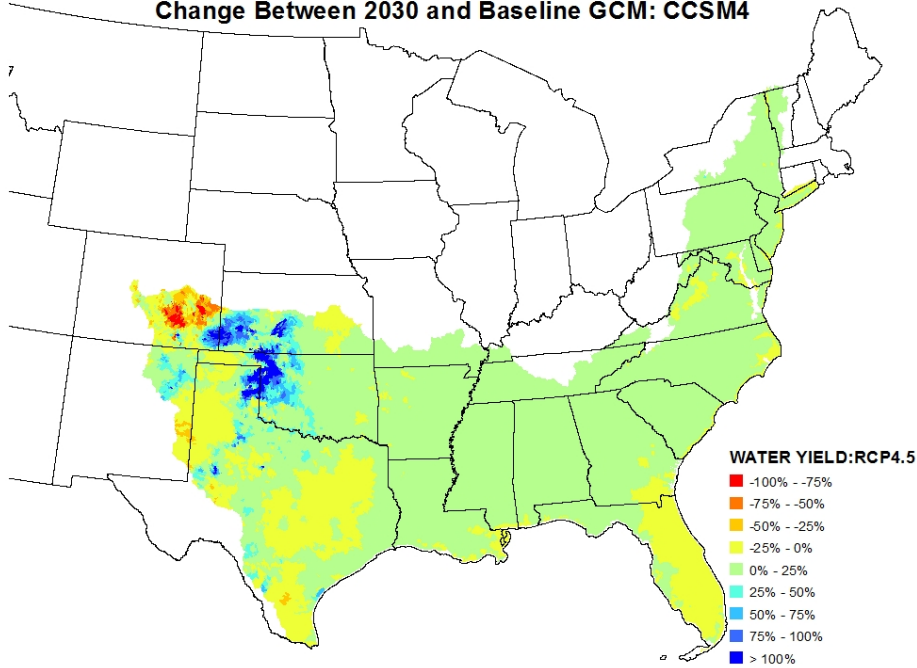 Change Between 2030 and Baseline GCM: CCSM4
WATER YIELD:RCP4.5
-100% - -75%
-75% - -50%
-50% - -25%
-25% - 0%
0% - 25%
25% - 50%
50% - 75%
75% - 100%
> 100%